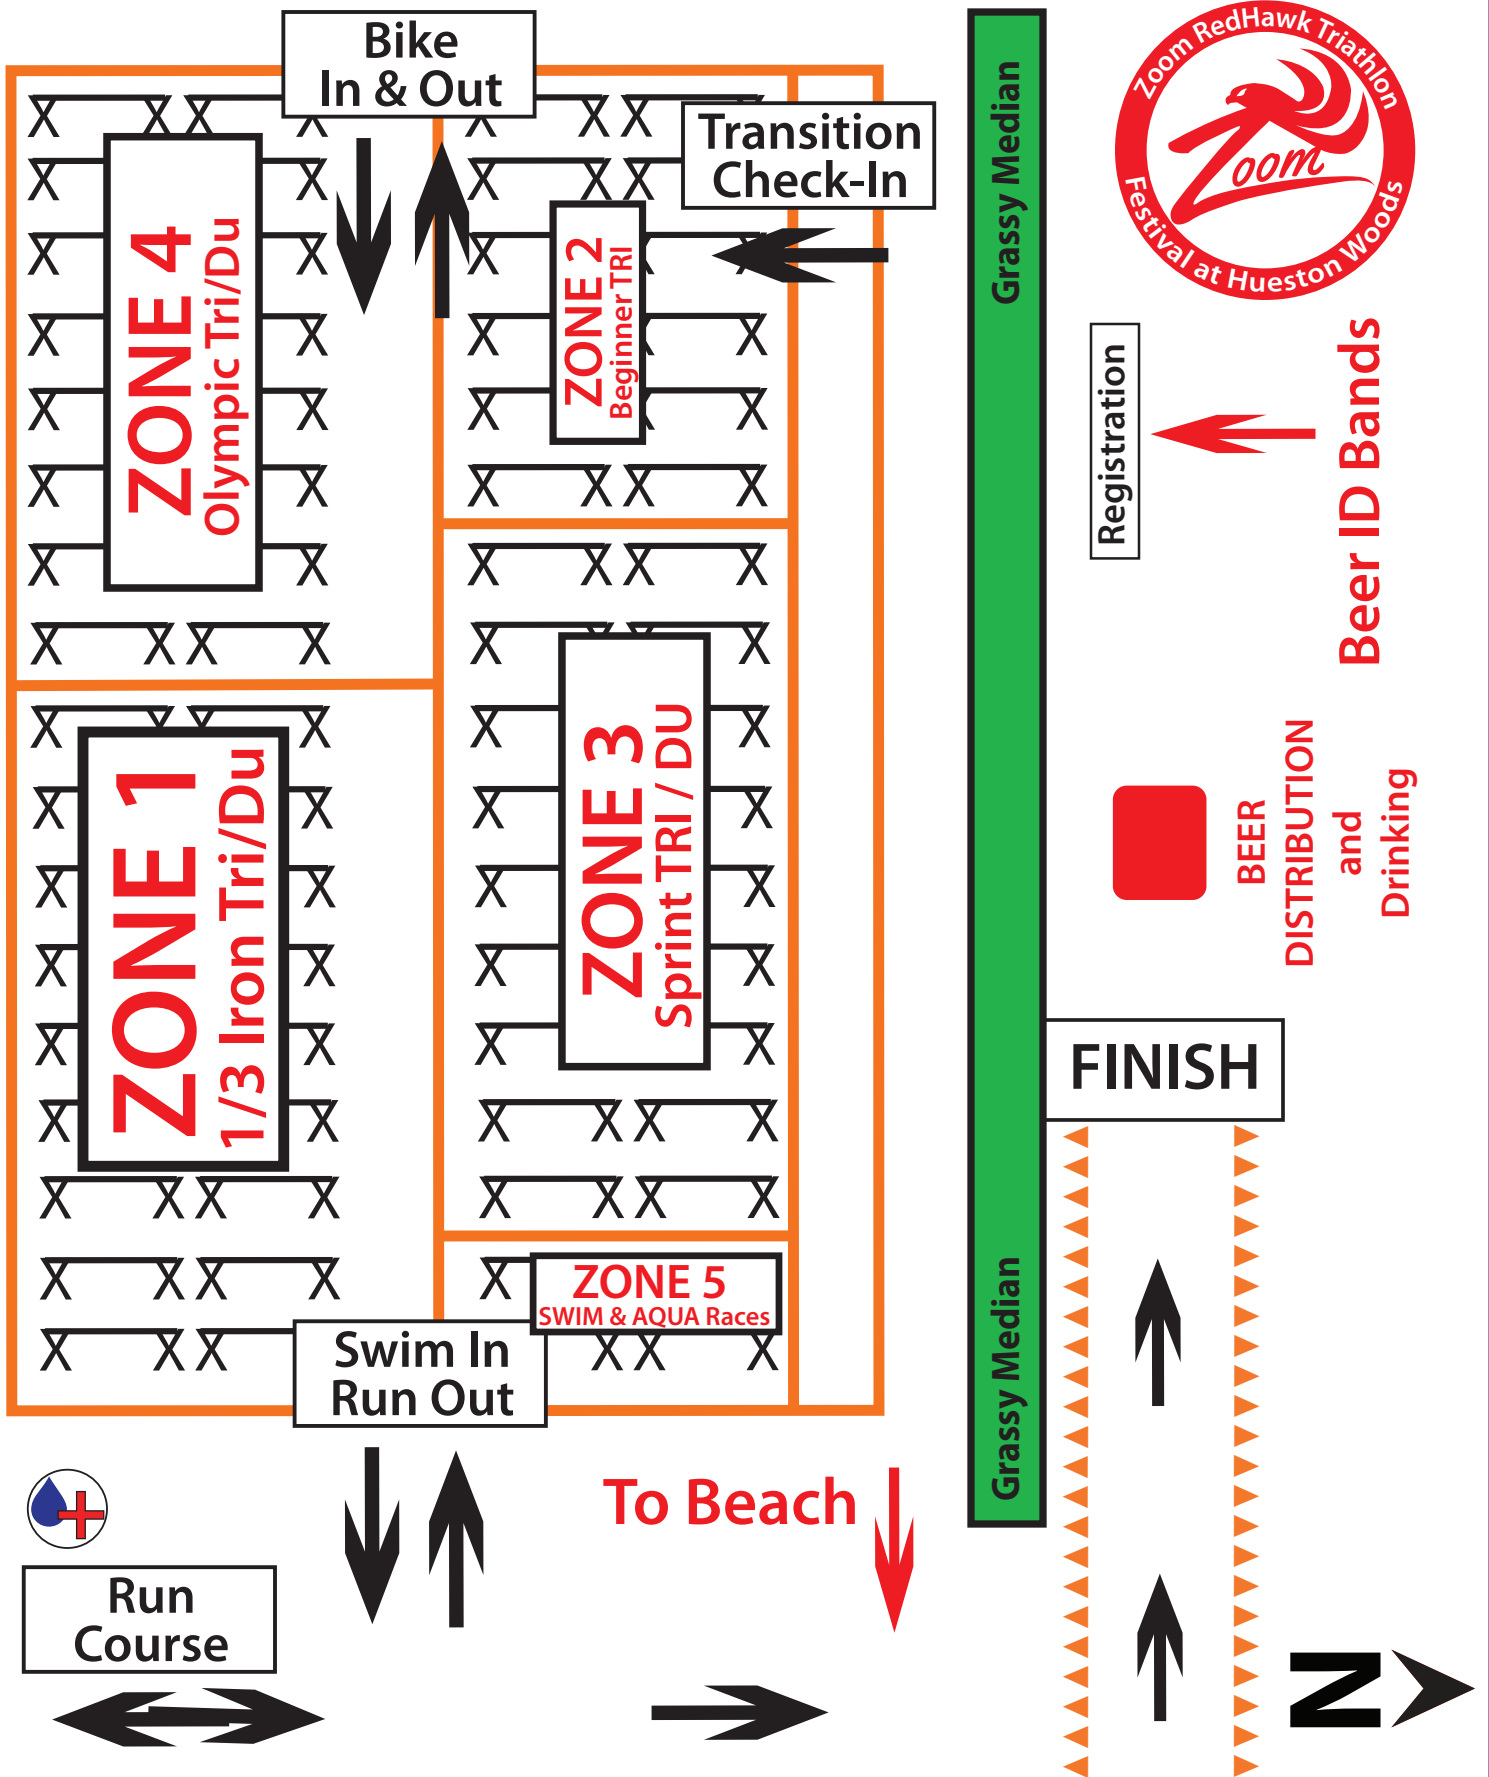 Bike
In & Out
Transition
Check-In
Zoom RedHawk Triathlon
Zoom
Festival at Hueston Woods
Grassy Median
ZONE 4
Olympic Tri/Du
ZONE 2
Beginner TRI
Registration
Beer ID Bands
ZONE 1
1/3 Iron Tri/Du
ZONE 3
Sprint TRI / DU
BEER
DISTRIBUTION
and
Drinking
FINISH
ZONE 5
SWIM & AQUA Races
Swim In
Run Out
Grassy Median
To Beach
Run
Course
N